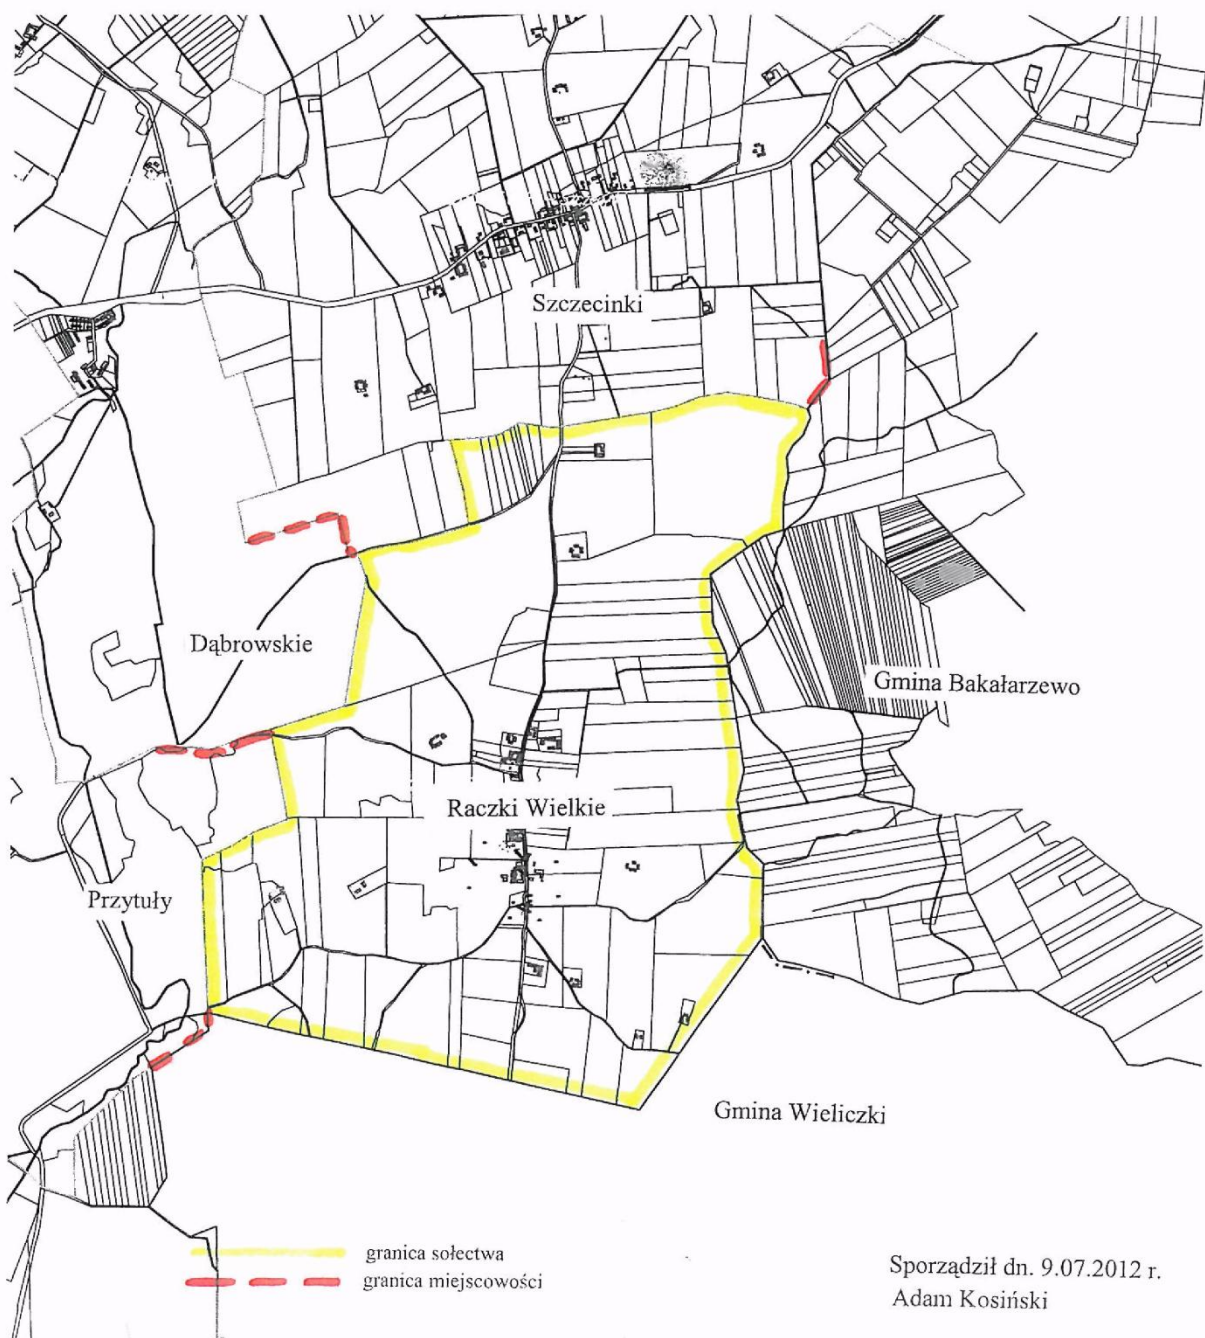 Szczecinki
Dąbrowskie
Gmina Bakałarzewo
Raczki Wielkie
Przytuły
Gmina Wieliczki
granica sołectwa
granica miejscowości
Sporządził dn. 9.07.2012 r.
Adam Kosiński